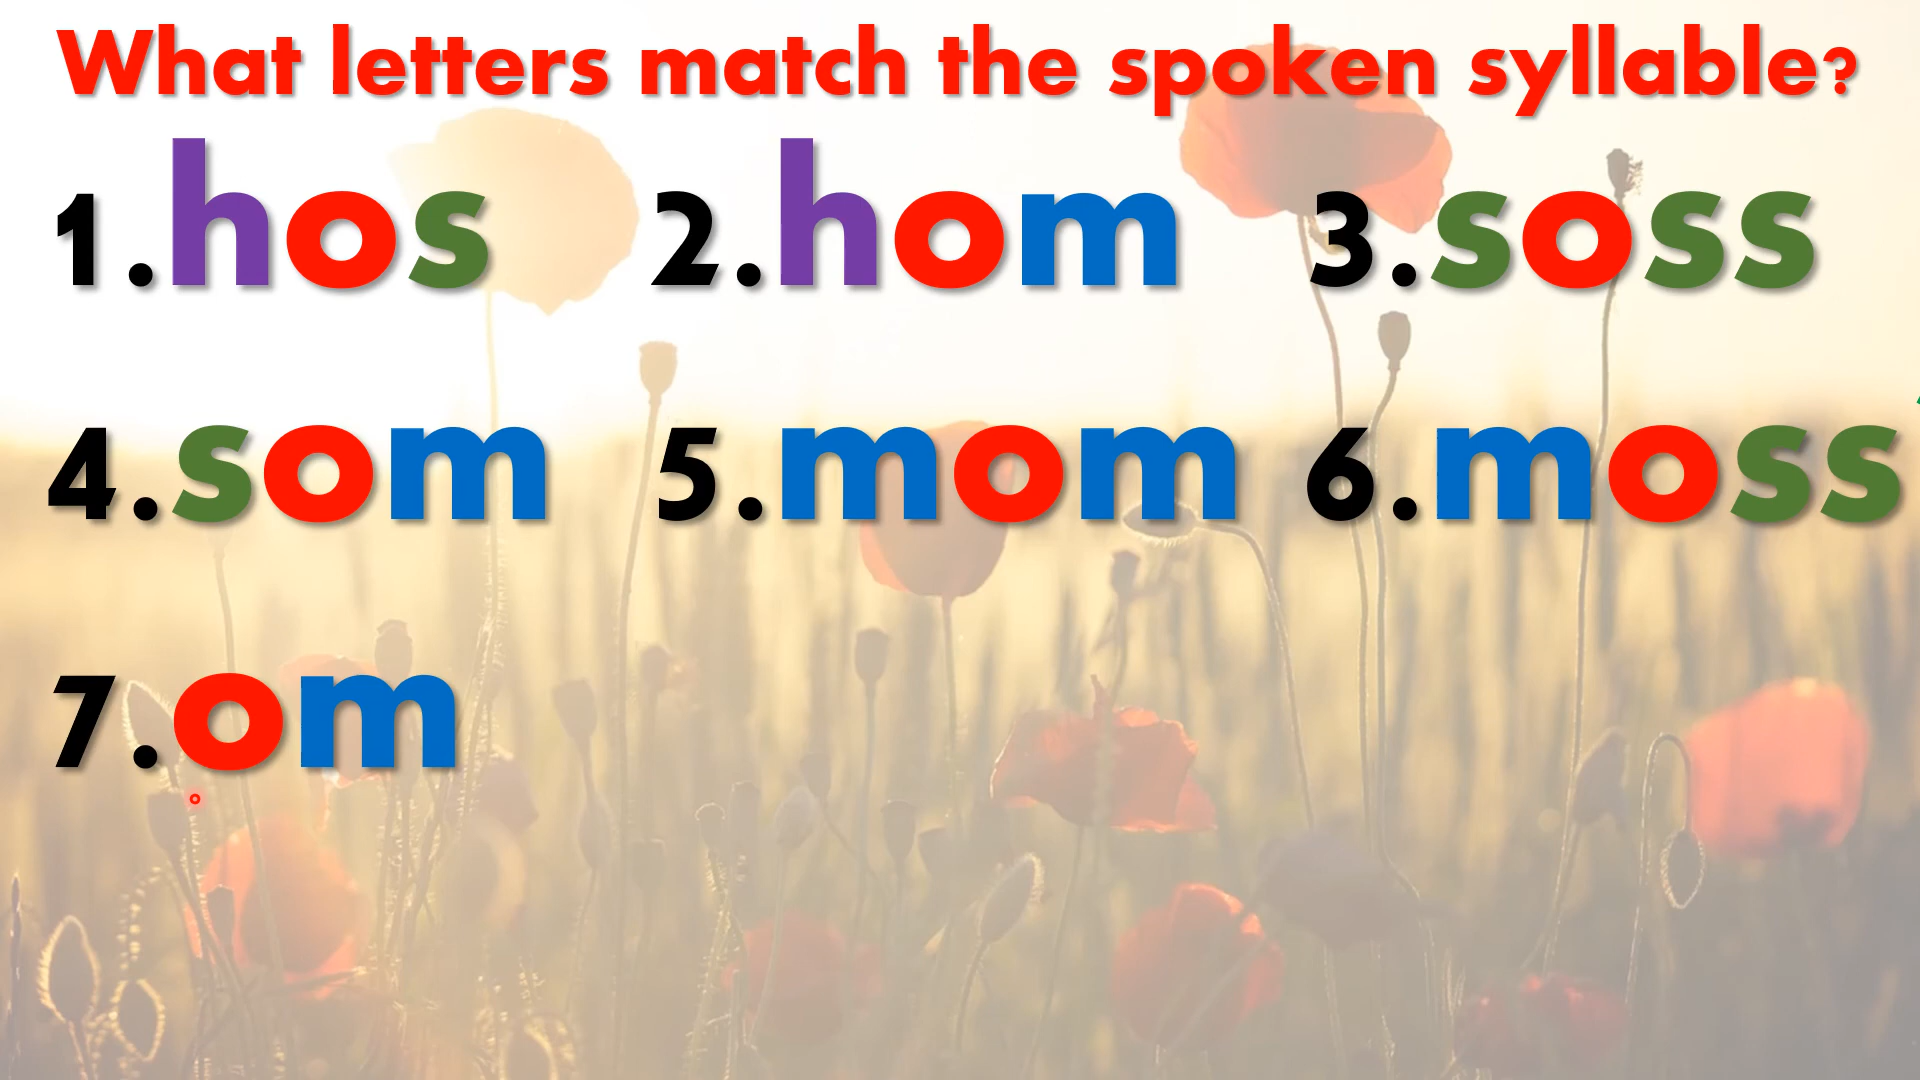 What letters match the spoken syllable?
1.hos 2.hom 3.soss
4.som 5.mom 6.moss
7.om